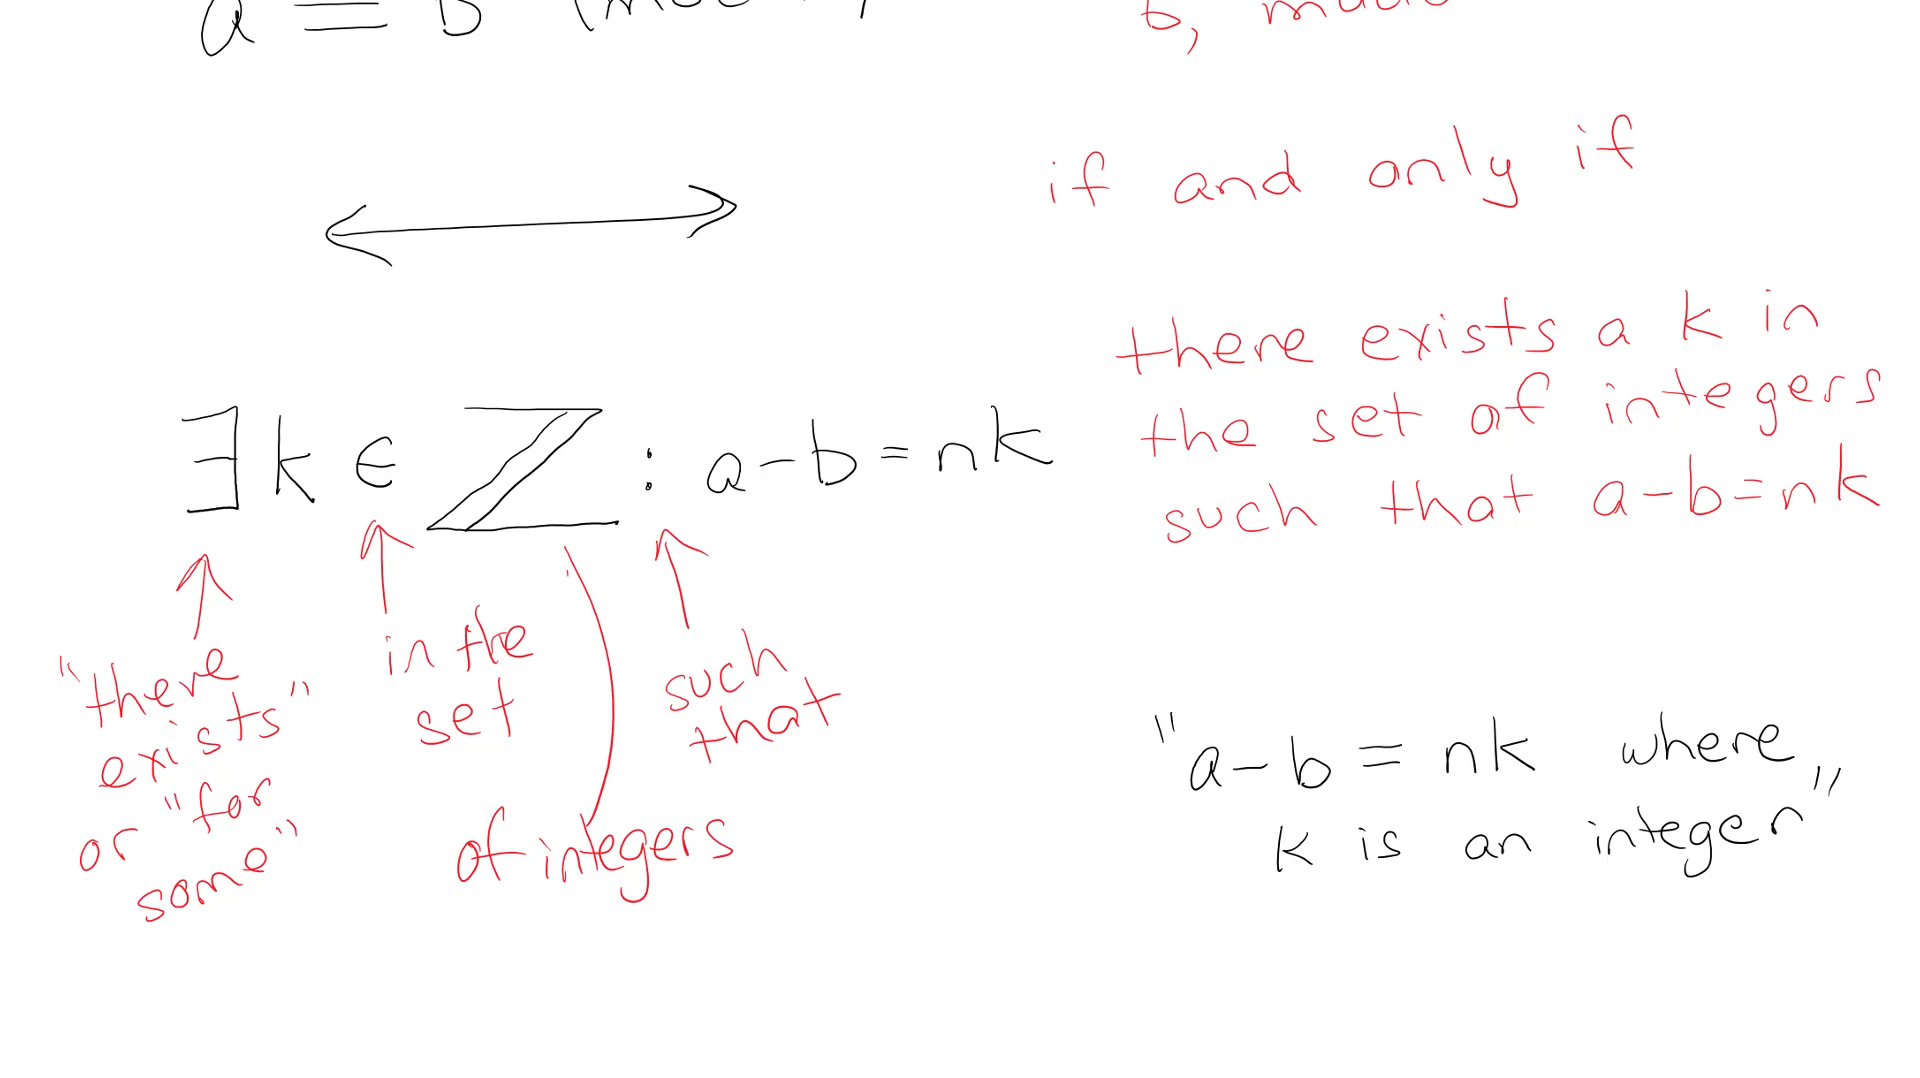 a ≡ b (mod
b,
if and only if
∃ k ∈ ℤ : a-b = nk
there exists a k in
the set of integers
such that a-b=nk
"there
exists"
or "for
some"
in the
set
of integers
such
that
"a-b = nk where
k is an integer"